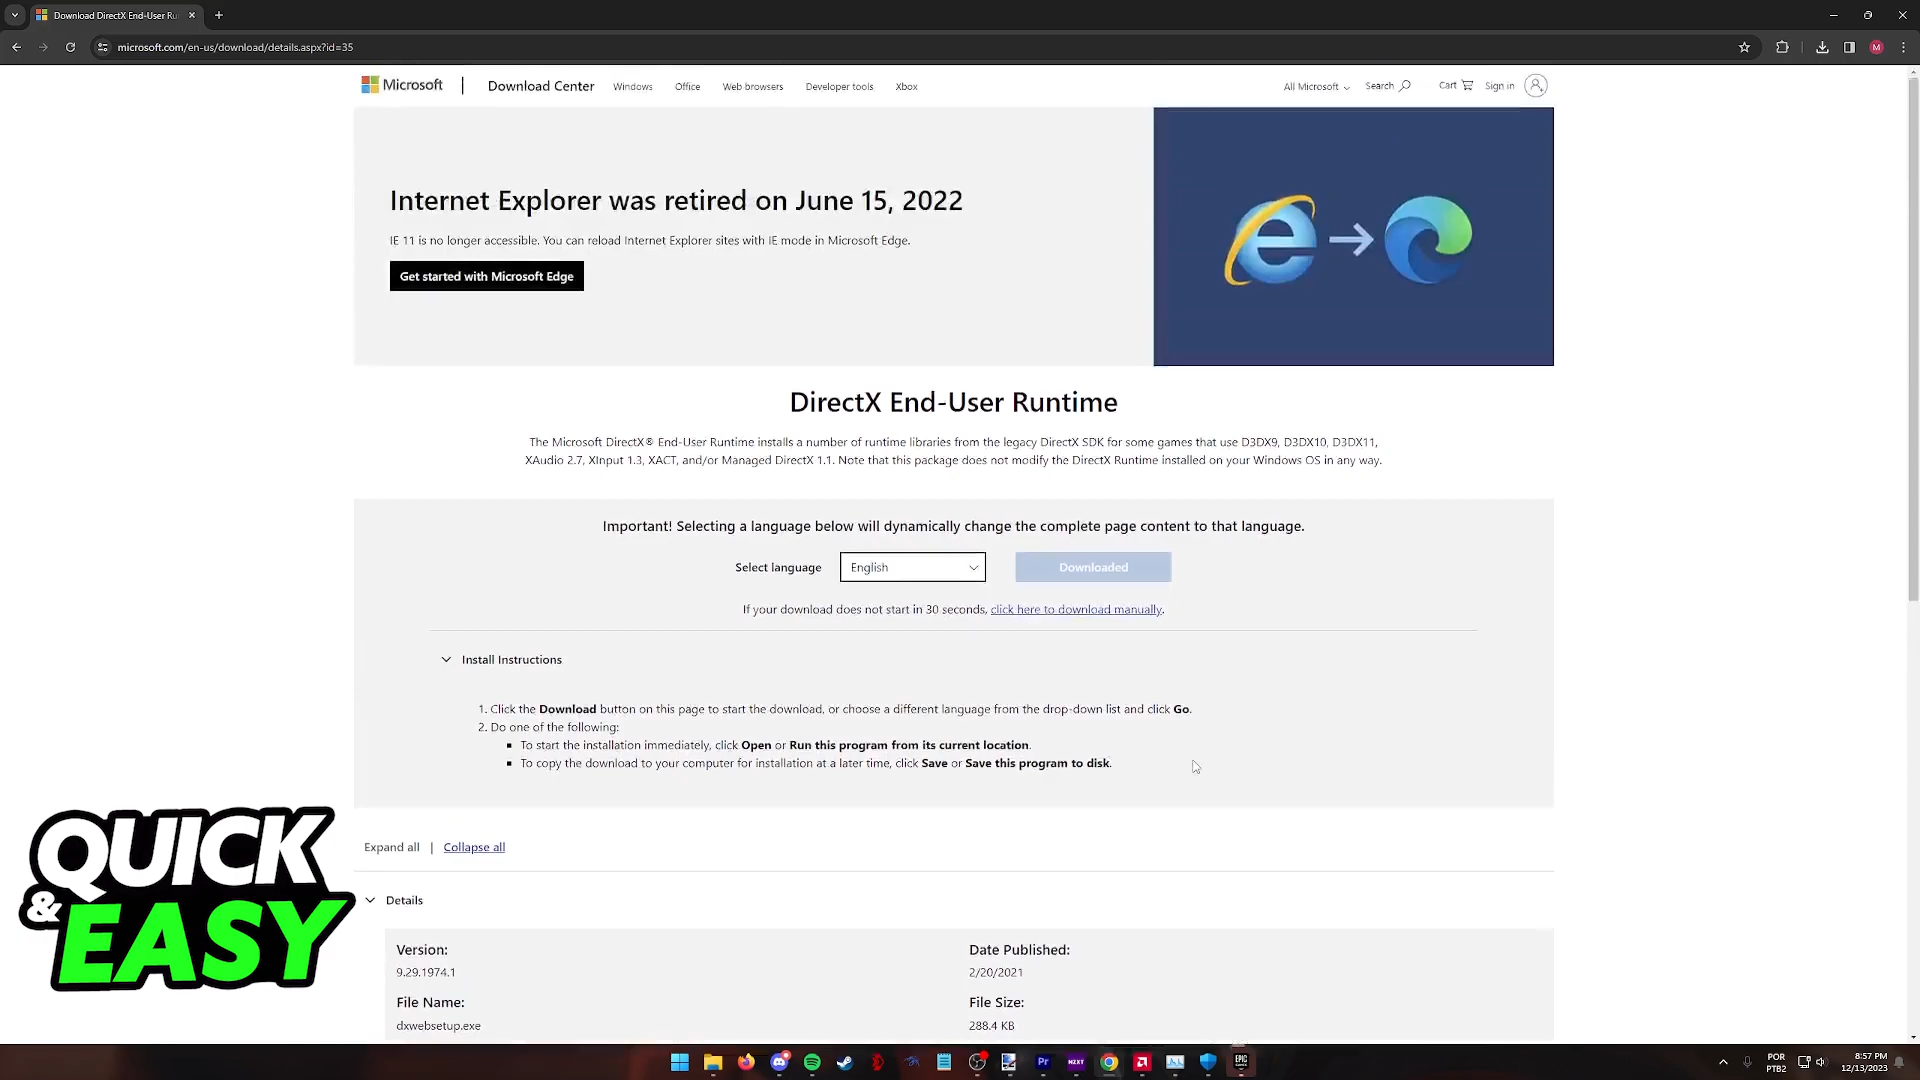 Download DirectX End-User Ru
microsoft.com/en-us/download/details.aspx?id=35
M
Microsoft
Download Center
Windows
Office
Web browsers
Developer tools
Xbox
All Microsoft
Search
Cart
Sign in
Internet Explorer was retired on June 15, 2022
IE 11 is no longer accessible. You can reload Internet Explorer sites with IE mode in Microsoft Edge.
Get started with Microsoft Edge
DirectX End-User Runtime
The Microsoft DirectX® End-User Runtime installs a number of runtime libraries from the legacy DirectX SDK for some games that use D3DX9, D3DX10, D3DX11,
XAudio 2.7, XInput 1.3, XACT, and/or Managed DirectX 1.1. Note that this package does not modify the DirectX Runtime installed on your Windows OS in any way.
Important! Selecting a language below will dynamically change the complete page content to that language.
Select language
English
Downloaded
If your download does not start in 30 seconds, click here to download manually.
Install Instructions
1. Click the Download button on this page to start the download, or choose a different language from the drop-down list and click Go.
2. Do one of the following:
To start the installation immediately, click Open or Run this program from its current location.
To copy the download to your computer for installation at a later time, click Save or Save this program to disk.
Expand all | Collapse all
QUICK
& EASY
Details
Version:
9.29.1974.1
Date Published:
2/20/2021
File Name:
dxwebsetup.exe
File Size:
288.4 KB
Pr
NZXT
EPIC
POR
PTB2
8:57 PM
12/13/2023